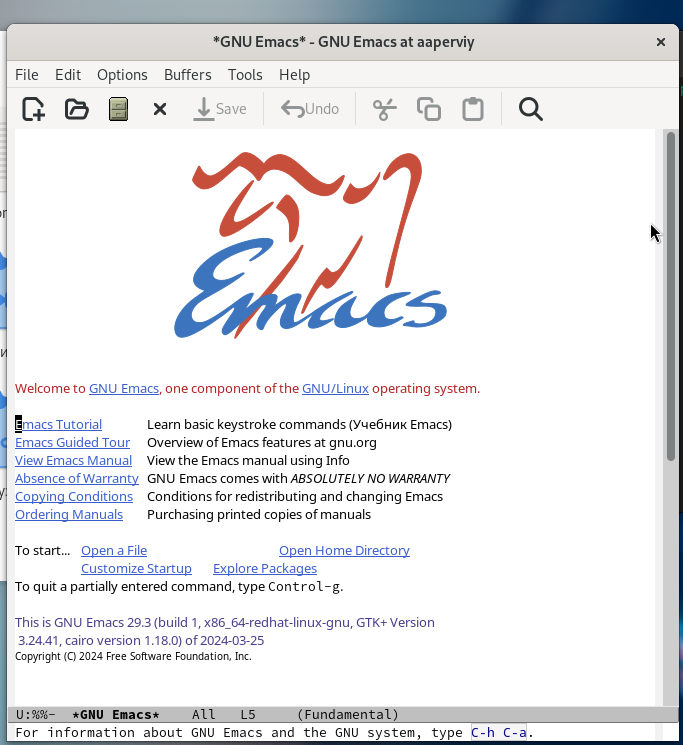 *GNU Emacs* - GNU Emacs at aaperviy
File Edit Options Buffers Tools Help
Save Undo
Emacs
Welcome to GNU Emacs, one component of the GNU/Linux operating system.
Emacs Tutorial Learn basic keystroke commands (Учебник Emacs)
Emacs Guided Tour Overview of Emacs features at gnu.org
View Emacs Manual View the Emacs manual using Info
Absence of Warranty GNU Emacs comes with ABSOLUTELY NO WARRANTY
Copying Conditions Conditions for redistributing and changing Emacs
Ordering Manuals Purchasing printed copies of manuals
To start... Open a File Open Home Directory
Customize Startup Explore Packages
To quit a partially entered command, type Control-g.
This is GNU Emacs 29.3 (build 1, x86_64-redhat-linux-gnu, GTK+ Version
3.24.41, cairo version 1.18.0) of 2024-03-25
Copyright (C) 2024 Free Software Foundation, Inc.
U:%%- *GNU Emacs* All L5 (Fundamental)
For information about GNU Emacs and the GNU system, type C-h C-a.